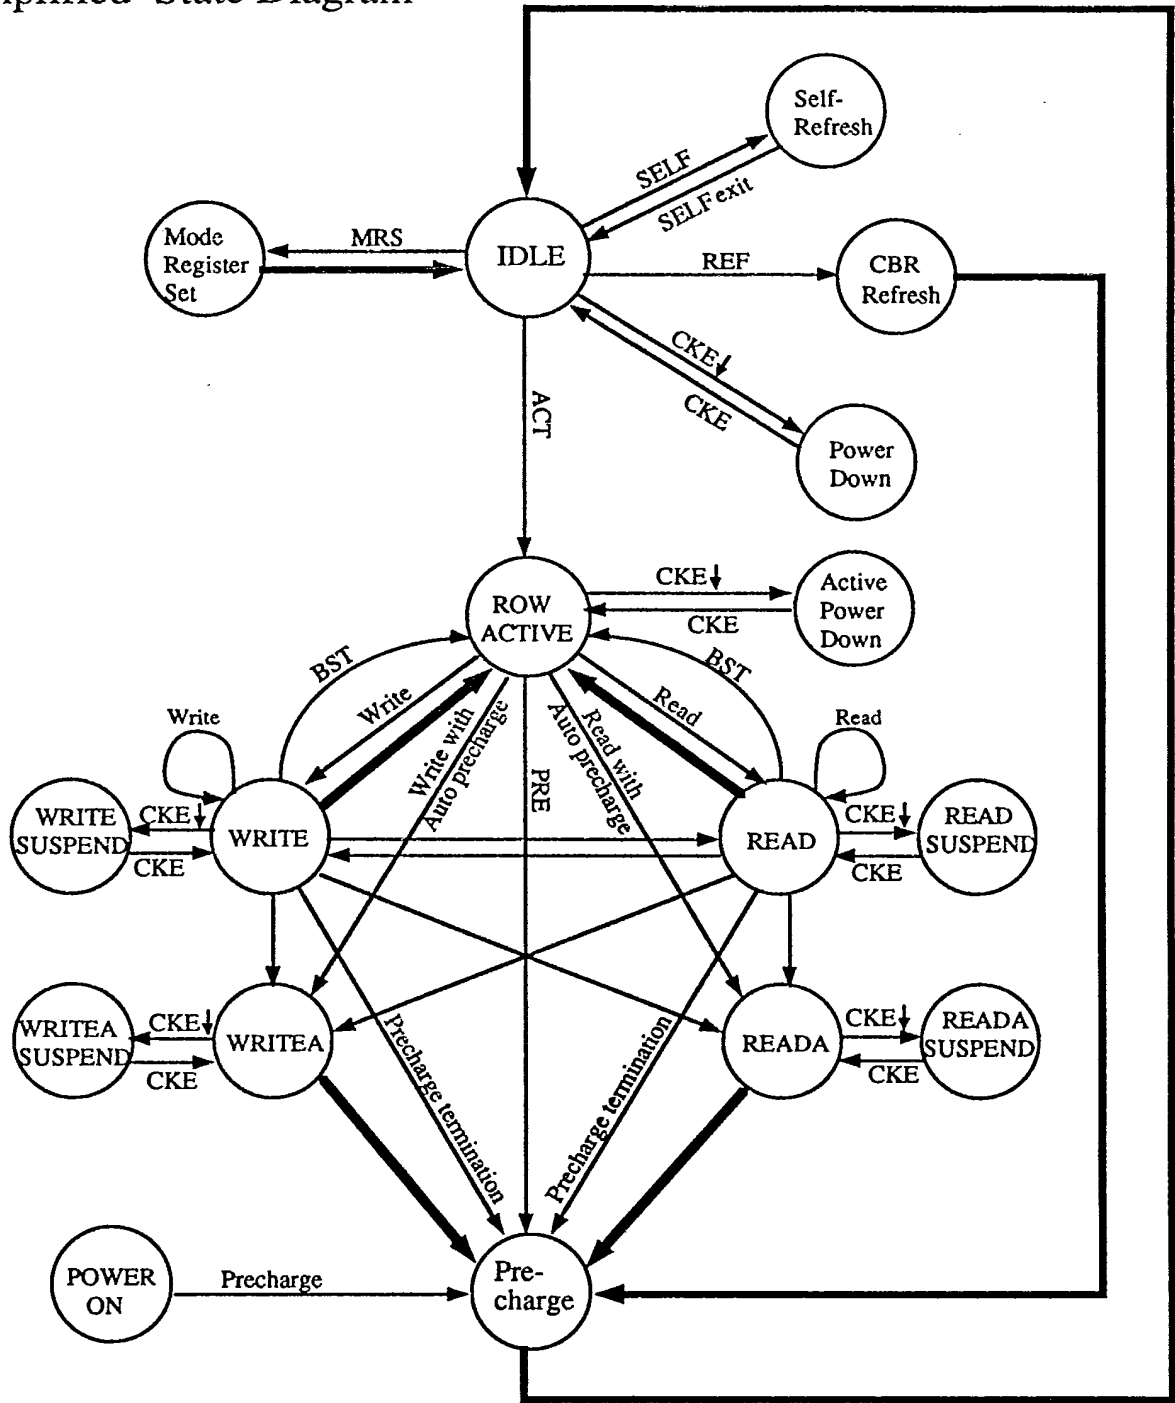 Simplified State Diagram
Self-
Refresh
SELF
SELF exit
Mode
Register
Set
MRS
IDLE
REF
CBR
Refresh
CKE↓
CKE
Power
Down
ACT
ROW
ACTIVE
CKE↓
CKE
Active
Power
Down
BST
BST
Write
Write with
Auto precharge
PRE
Read with
Auto precharge
Read
Write
Read
WRITE
SUSPEND
CKE↓
CKE
WRITE
READ
CKE↓
CKE
READ
SUSPEND
WRITEA
SUSPEND
CKE↓
CKE
WRITEA
READA
CKE↓
CKE
READA
SUSPEND
Precharge termination
Precharge termination
POWER
ON
Precharge
Pre-
charge